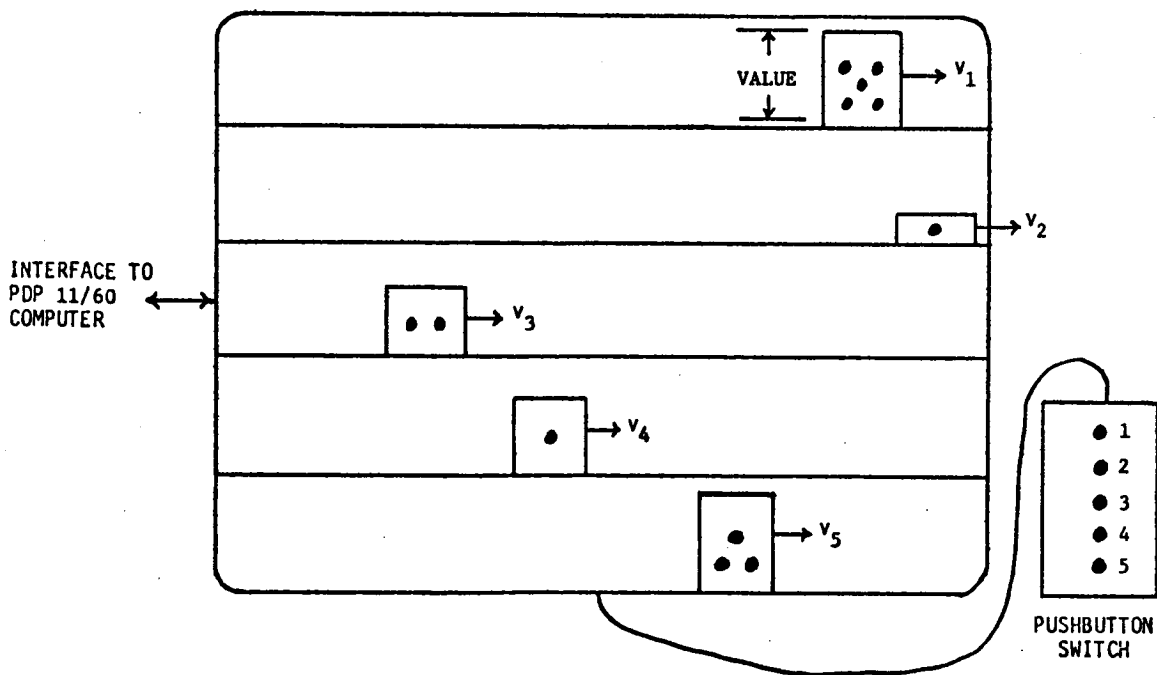 VALUE
v1
v2
INTERFACE TO
PDP 11/60
COMPUTER
v3
v4
v5
1
2
3
4
5
PUSHBUTTON
SWITCH